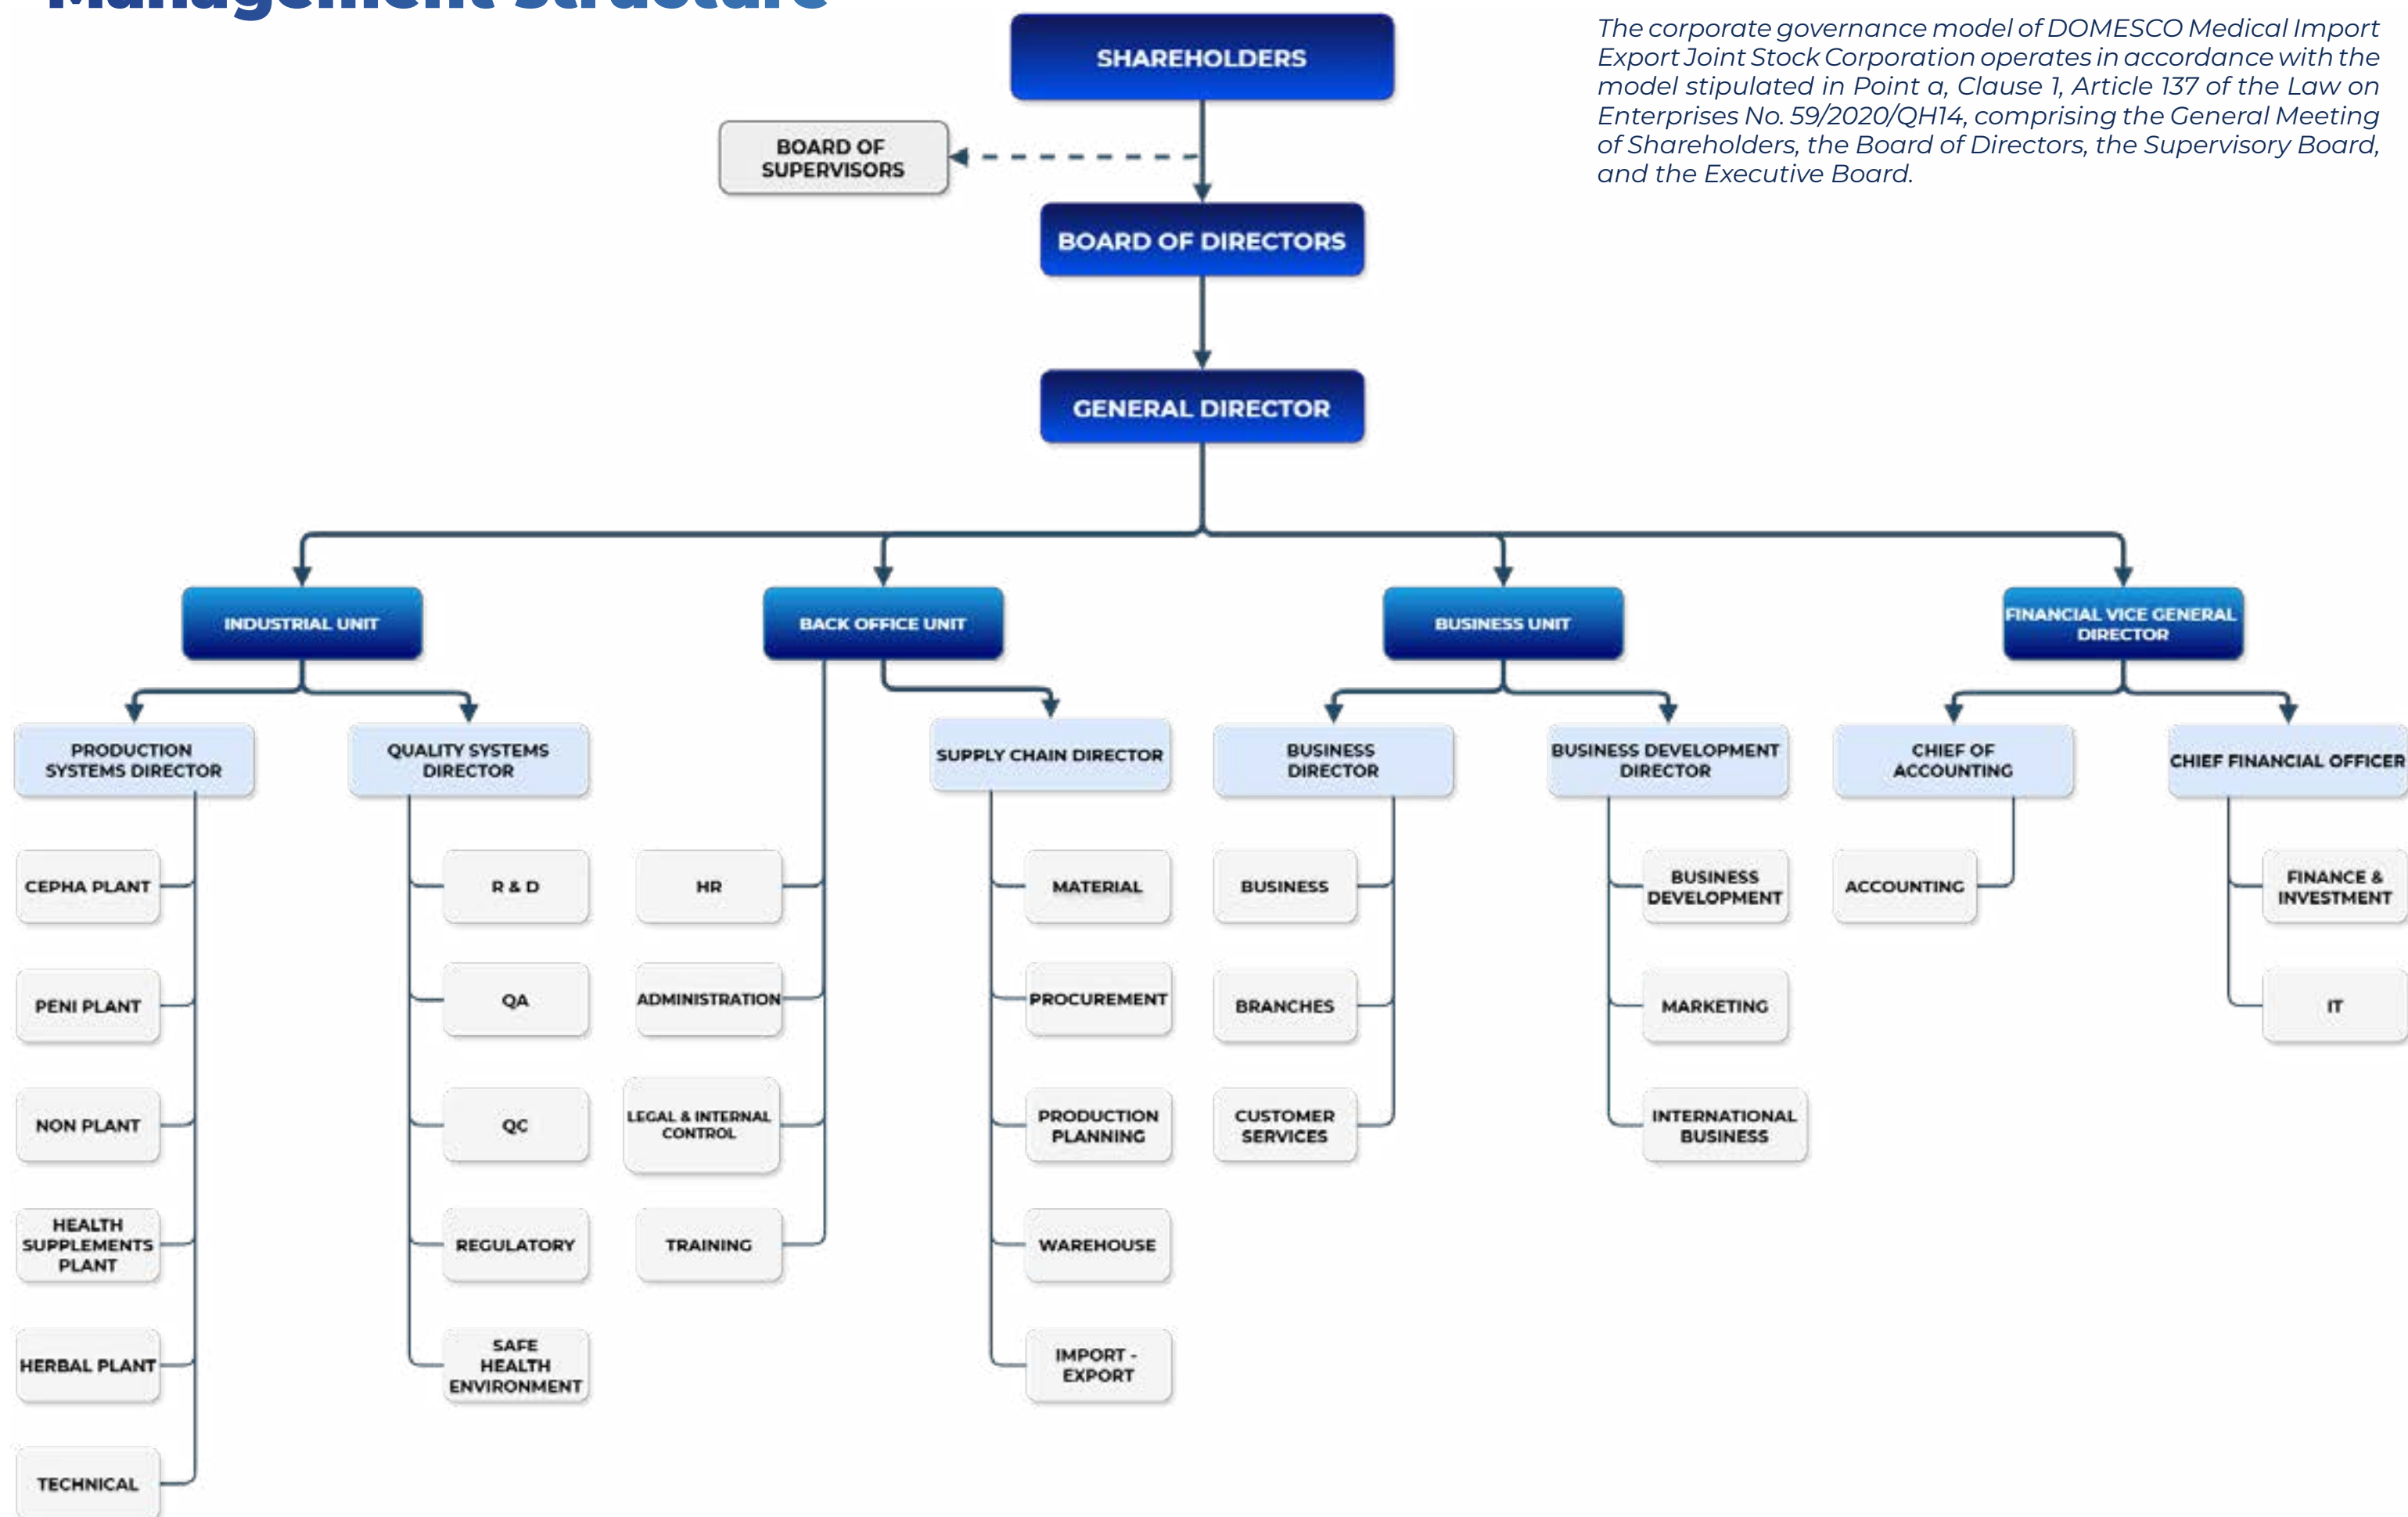 Management Structure
The corporate governance model of DOMESCO Medical Import
Export Joint Stock Corporation operates in accordance with the
model stipulated in Point a, Clause 1, Article 137 of the Law on
Enterprises No. 59/2020/QH14, comprising the General Meeting
of Shareholders, the Board of Directors, the Supervisory Board,
and the Executive Board.
SHAREHOLDERS
BOARD OF
SUPERVISORS
BOARD OF DIRECTORS
GENERAL DIRECTOR
INDUSTRIAL UNIT
BACK OFFICE UNIT
BUSINESS UNIT
FINANCIAL VICE GENERAL
DIRECTOR
PRODUCTION
SYSTEMS DIRECTOR
QUALITY SYSTEMS
DIRECTOR
SUPPLY CHAIN DIRECTOR
BUSINESS
DIRECTOR
BUSINESS DEVELOPMENT
DIRECTOR
CHIEF OF
ACCOUNTING
CHIEF FINANCIAL OFFICER
CEPHA PLANT
PENI PLANT
NON PLANT
HEALTH
SUPPLEMENTS
PLANT
HERBAL PLANT
TECHNICAL
R & D
QA
QC
REGULATORY
SAFE
HEALTH
ENVIRONMENT
HR
ADMINISTRATION
LEGAL & INTERNAL
CONTROL
TRAINING
MATERIAL
PROCUREMENT
PRODUCTION
PLANNING
WAREHOUSE
IMPORT -
EXPORT
BUSINESS
BRANCHES
CUSTOMER
SERVICES
BUSINESS
DEVELOPMENT
MARKETING
INTERNATIONAL
BUSINESS
ACCOUNTING
FINANCE &
INVESTMENT
IT